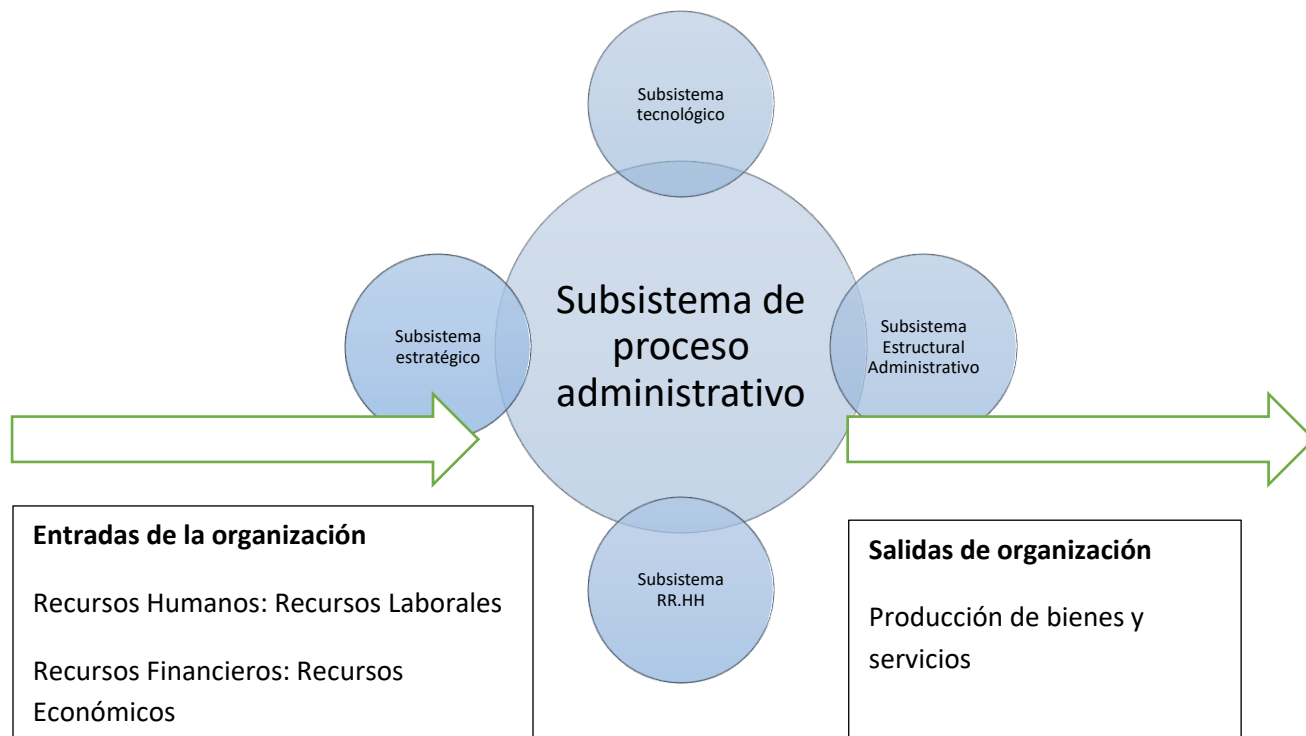 Subsistema
tecnológico
Subsistema
estratégico
Subsistema de
proceso
administrativo
Subsistema
Estructural
Administrativo
Subsistema
RR.HH
Entradas de la organización
Recursos Humanos: Recursos Laborales
Recursos Financieros: Recursos
Económicos
Salidas de organización
Producción de bienes y
servicios